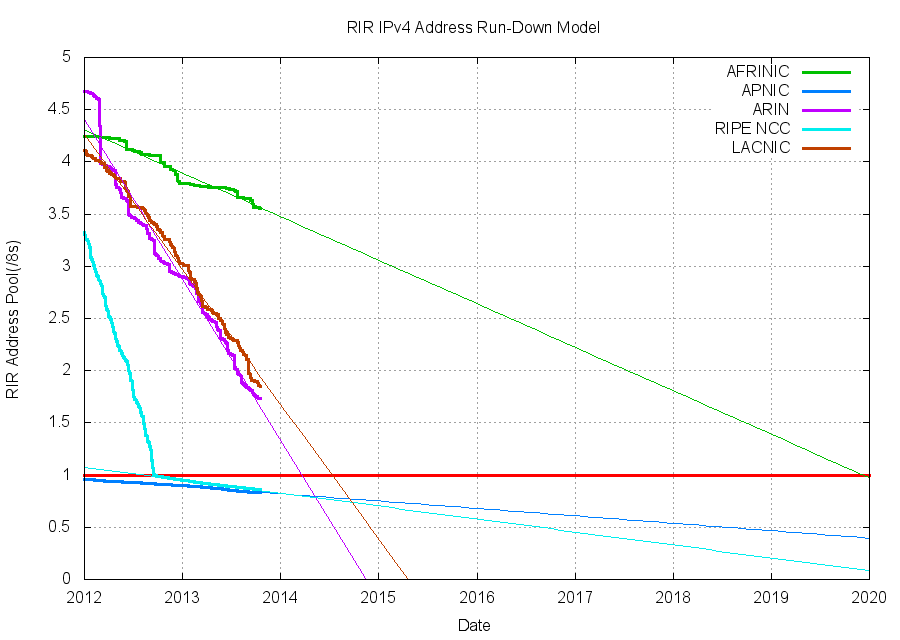 RIR IPv4 Address Run-Down Model
5
4.5
4
3.5
3
2.5
2
1.5
1
0.5
0
RIR Address Pool(/8s)
AFRINIC
APNIC
ARIN
RIPE NCC
LACNIC
2012 2013 2014 2015 2016 2017 2018 2019 2020
Date